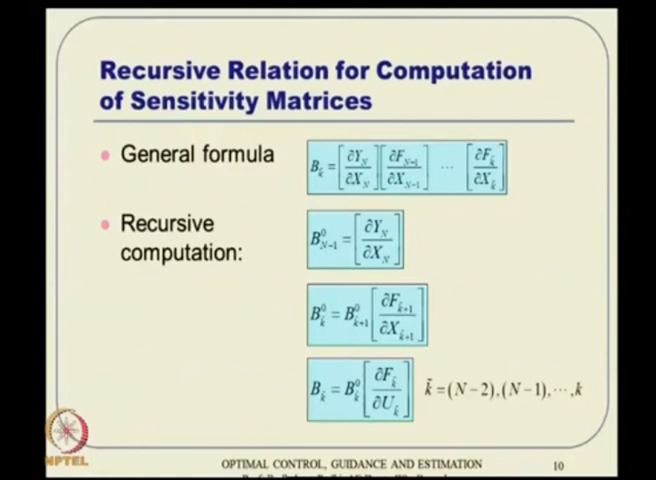 Recursive Relation for Computation
of Sensitivity Matrices
• General formula
B_k̃ = [∂Y_N/∂X_N] [∂F_{N−1}/∂X_{N−1}] ⋯ [∂F_k̃/∂X_k̃]
• Recursive
computation:
B^0_{N−1} = [∂Y_N/∂X_N]
B^0_k̃ = B^0_{k̃+1} [∂F_{k̃+1}/∂X_{k̃+1}]
B_k̃ = B^0_k̃ [∂F_k̃/∂U_k̃] k̃ = (N − 2), (N − 1), ⋯, k
NPTEL
OPTIMAL CONTROL, GUIDANCE AND ESTIMATION 10